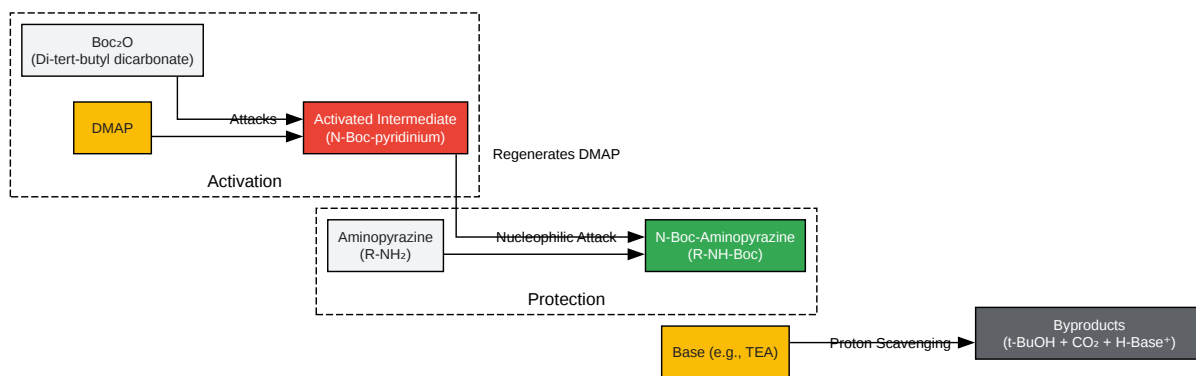 Boc₂O
(Di-tert-butyl dicarbonate)
DMAP
Attacks
Activated Intermediate
(N-Boc-pyridinium)
Regenerates DMAP
Activation
Aminopyrazine
(R-NH₂)
Nucleophilic Attack
N-Boc-Aminopyrazine
(R-NH-Boc)
Protection
Base (e.g., TEA)
Proton Scavenging
Byproducts
(t-BuOH + CO₂ + H-Base⁺)